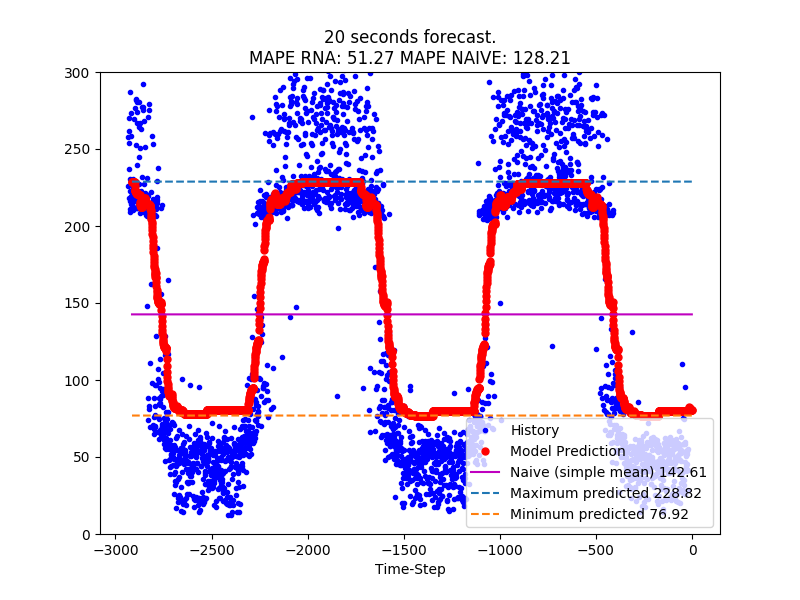 20 seconds forecast.
MAPE RNA: 51.27 MAPE NAIVE: 128.21
300
250
200
150
100
50
0
History
Model Prediction
Naive (simple mean) 142.61
Maximum predicted 228.82
Minimum predicted 76.92
−3000 −2500 −2000 −1500 −1000 −500 0
Time-Step